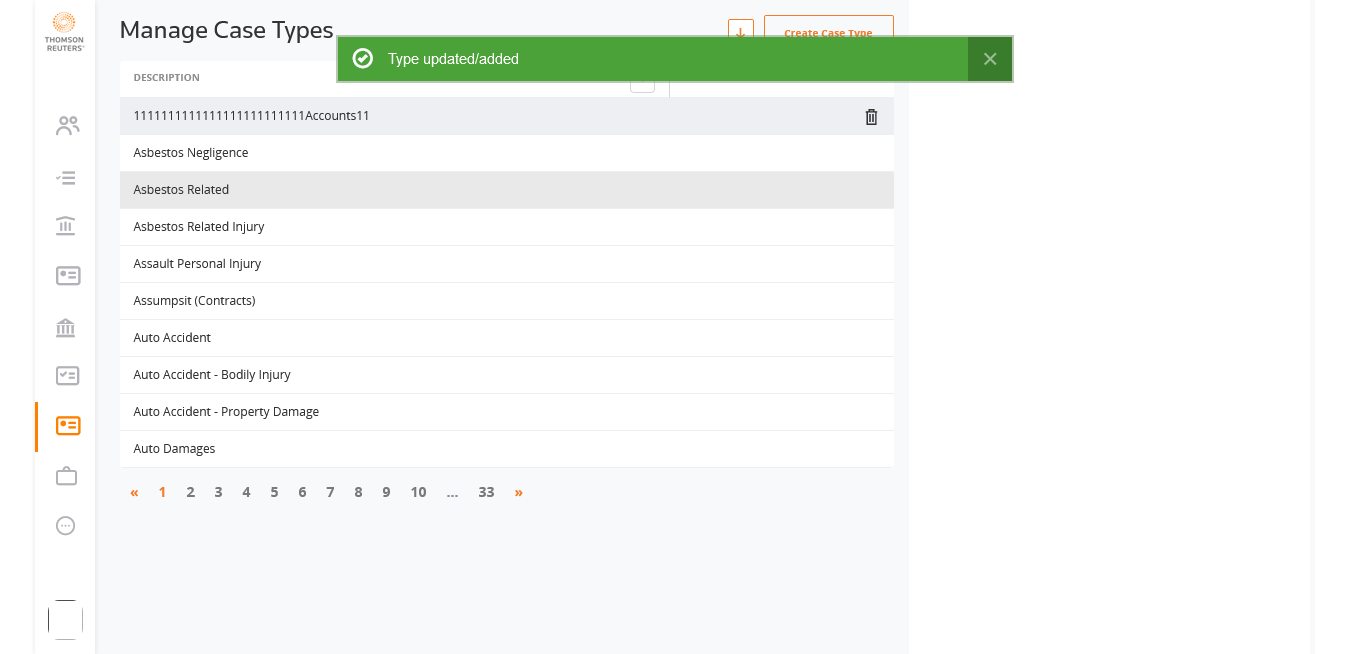 THOMSON
REUTERS
Manage Case Types
Create Case Type
Type updated/added
DESCRIPTION
Asbestos Negligence
Asbestos Related
Asbestos Related Injury
Assault Personal Injury
Assumpsit (Contracts)
Auto Accident
Auto Accident - Bodily Injury
Auto Accident - Property Damage
Auto Damages
« 1 2 3 4 5 6 7 8 9 10 ... 33 »